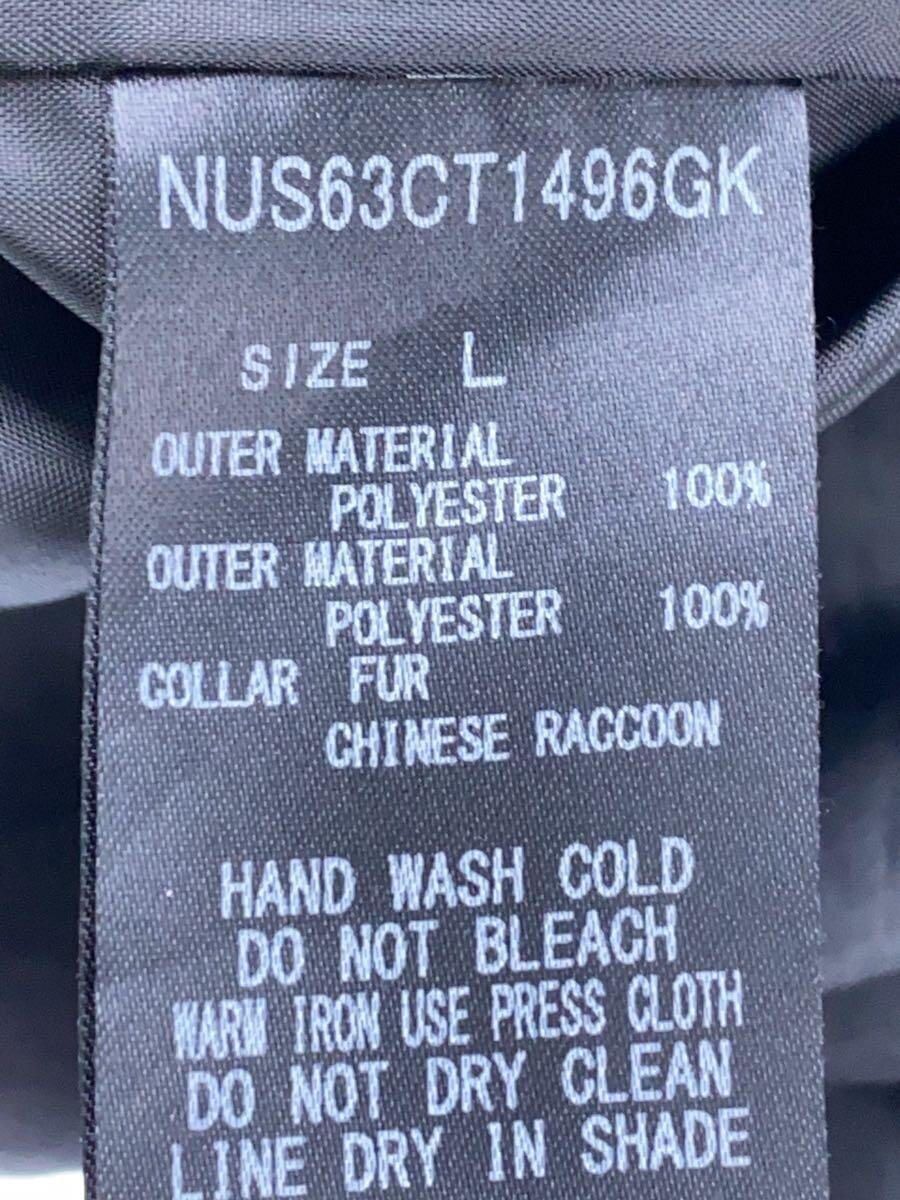 NUS63CT1496GK
SIZE L
OUTER MATERIAL
POLYESTER 100%
OUTER MATERIAL
POLYESTER 100%
COLLAR FUR
CHINESE RACCOON
HAND WASH COLD
DO NOT BLEACH
WARM IRON USE PRESS CLOTH
DO NOT DRY CLEAN
LINE DRY IN SHADE